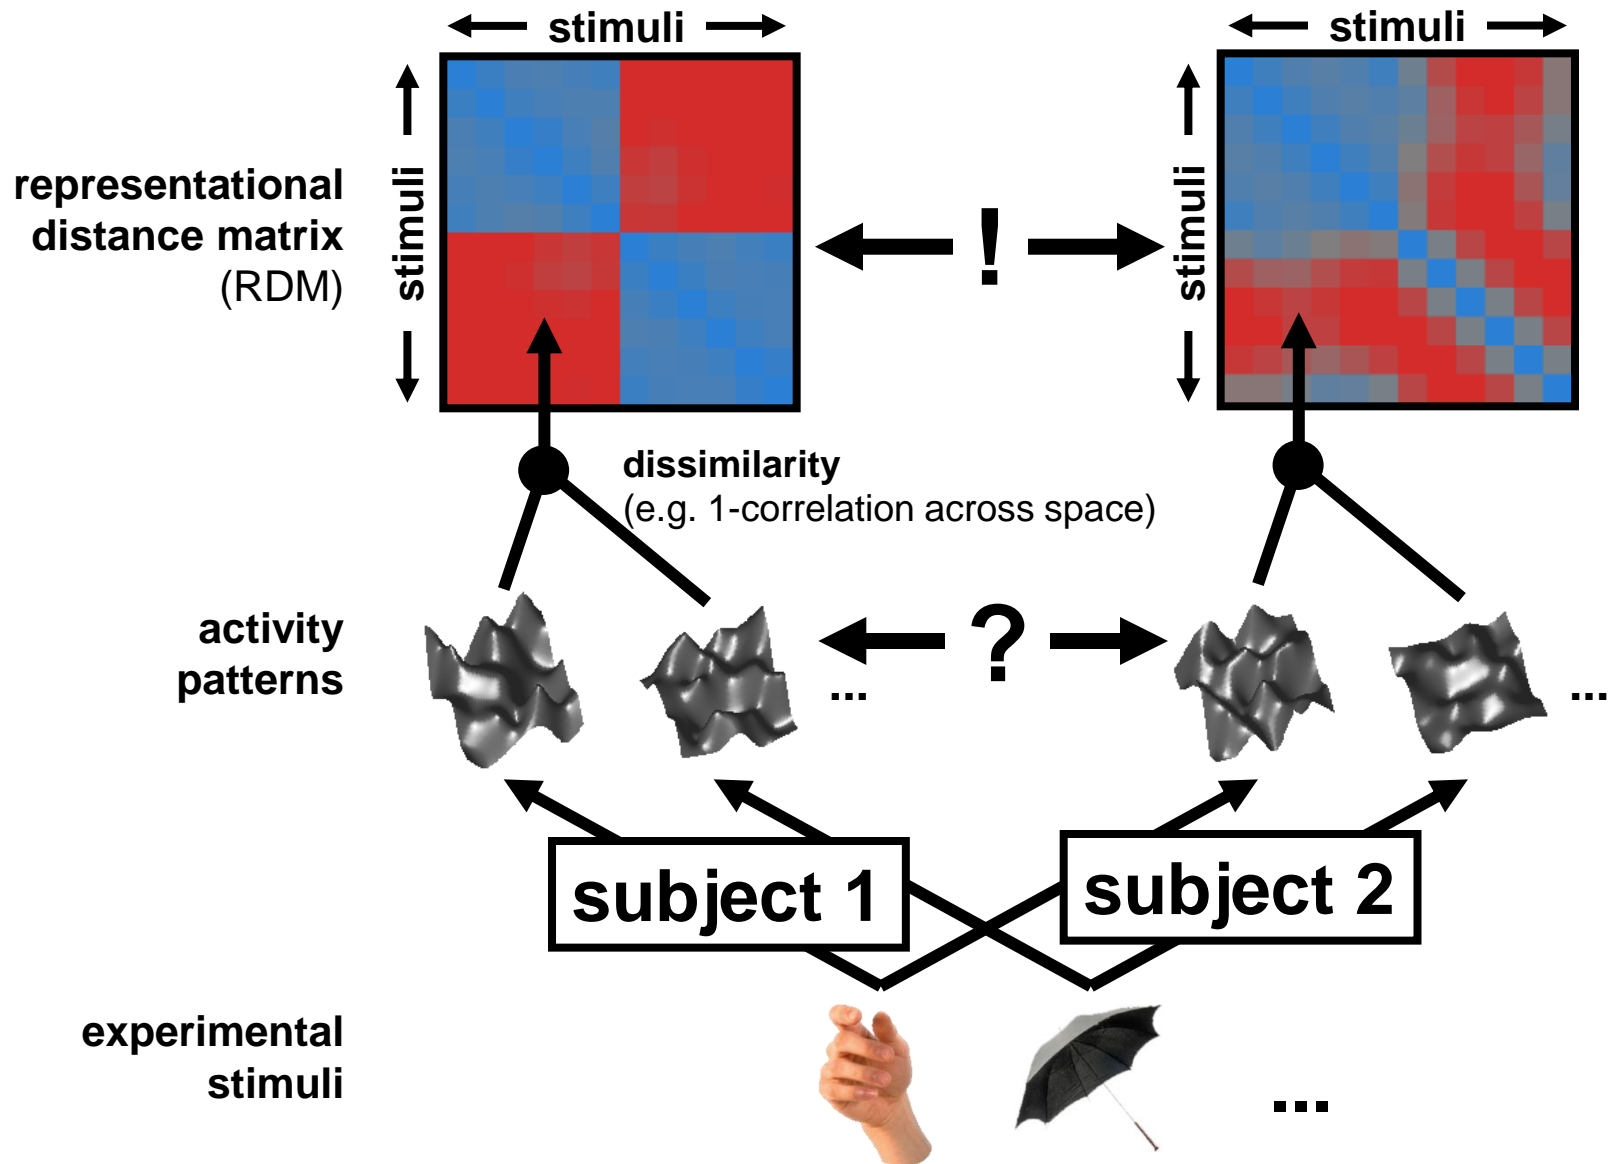 stimuli
stimuli
representational
distance matrix
(RDM)
stimuli
!
stimuli
dissimilarity
(e.g. 1-correlation across space)
activity
patterns
...
?
...
subject 1
subject 2
experimental
stimuli
...